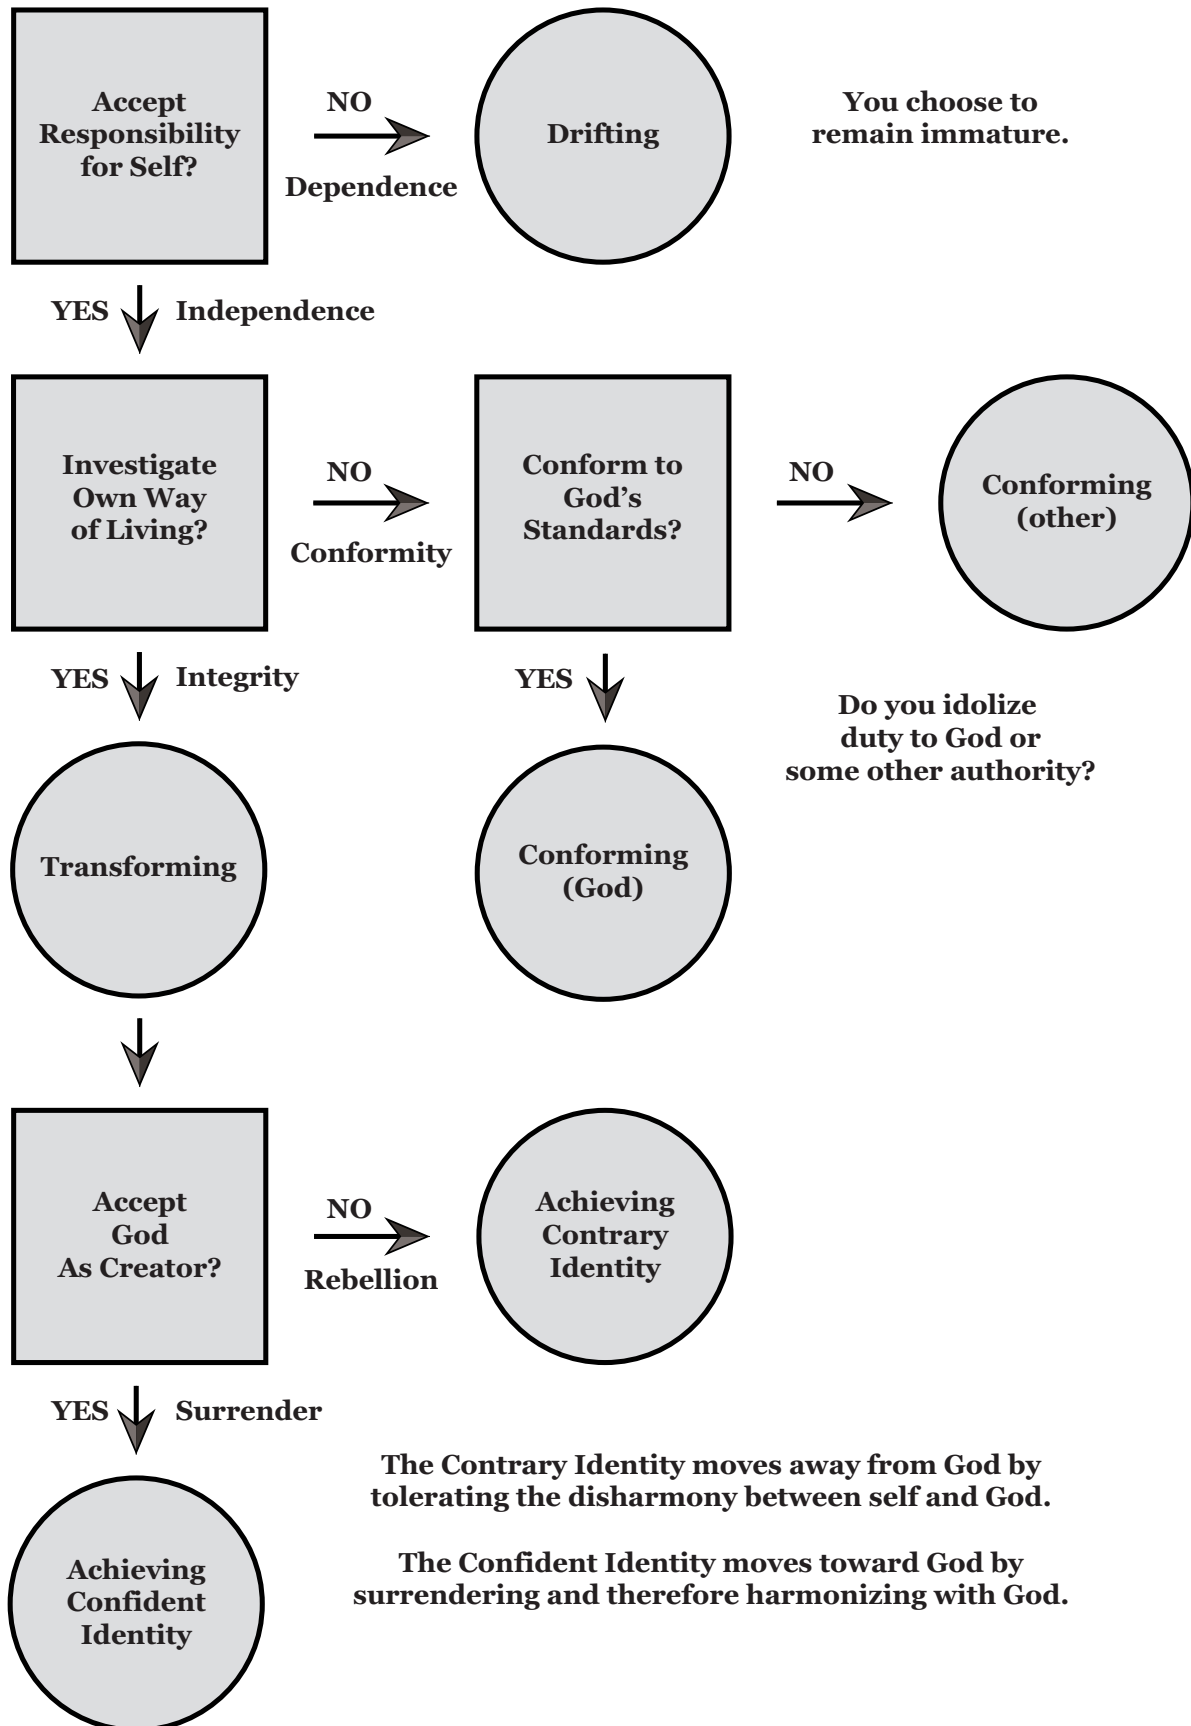 Accept
Responsibility
for Self?
NO
Dependence
Drifting
You choose to
remain immature.
YES
Independence
Investigate
Own Way
of Living?
NO
Conformity
Conform to
God's
Standards?
NO
Conforming
(other)
YES
Integrity
YES
Do you idolize
duty to God or
some other authority?
Transforming
Conforming
(God)
Accept
God
As Creator?
NO
Rebellion
Achieving
Contrary
Identity
YES
Surrender
The Contrary Identity moves away from God by
tolerating the disharmony between self and God.
The Confident Identity moves toward God by
surrendering and therefore harmonizing with God.
Achieving
Confident
Identity